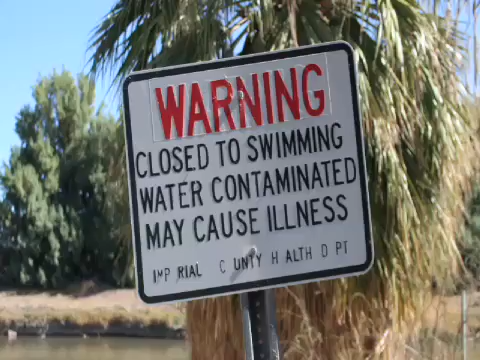 WARNING
CLOSED TO SWIMMING
WATER CONTAMINATED
MAY CAUSE ILLNESS
IMP RIAL C UNTY H ALTH D PT